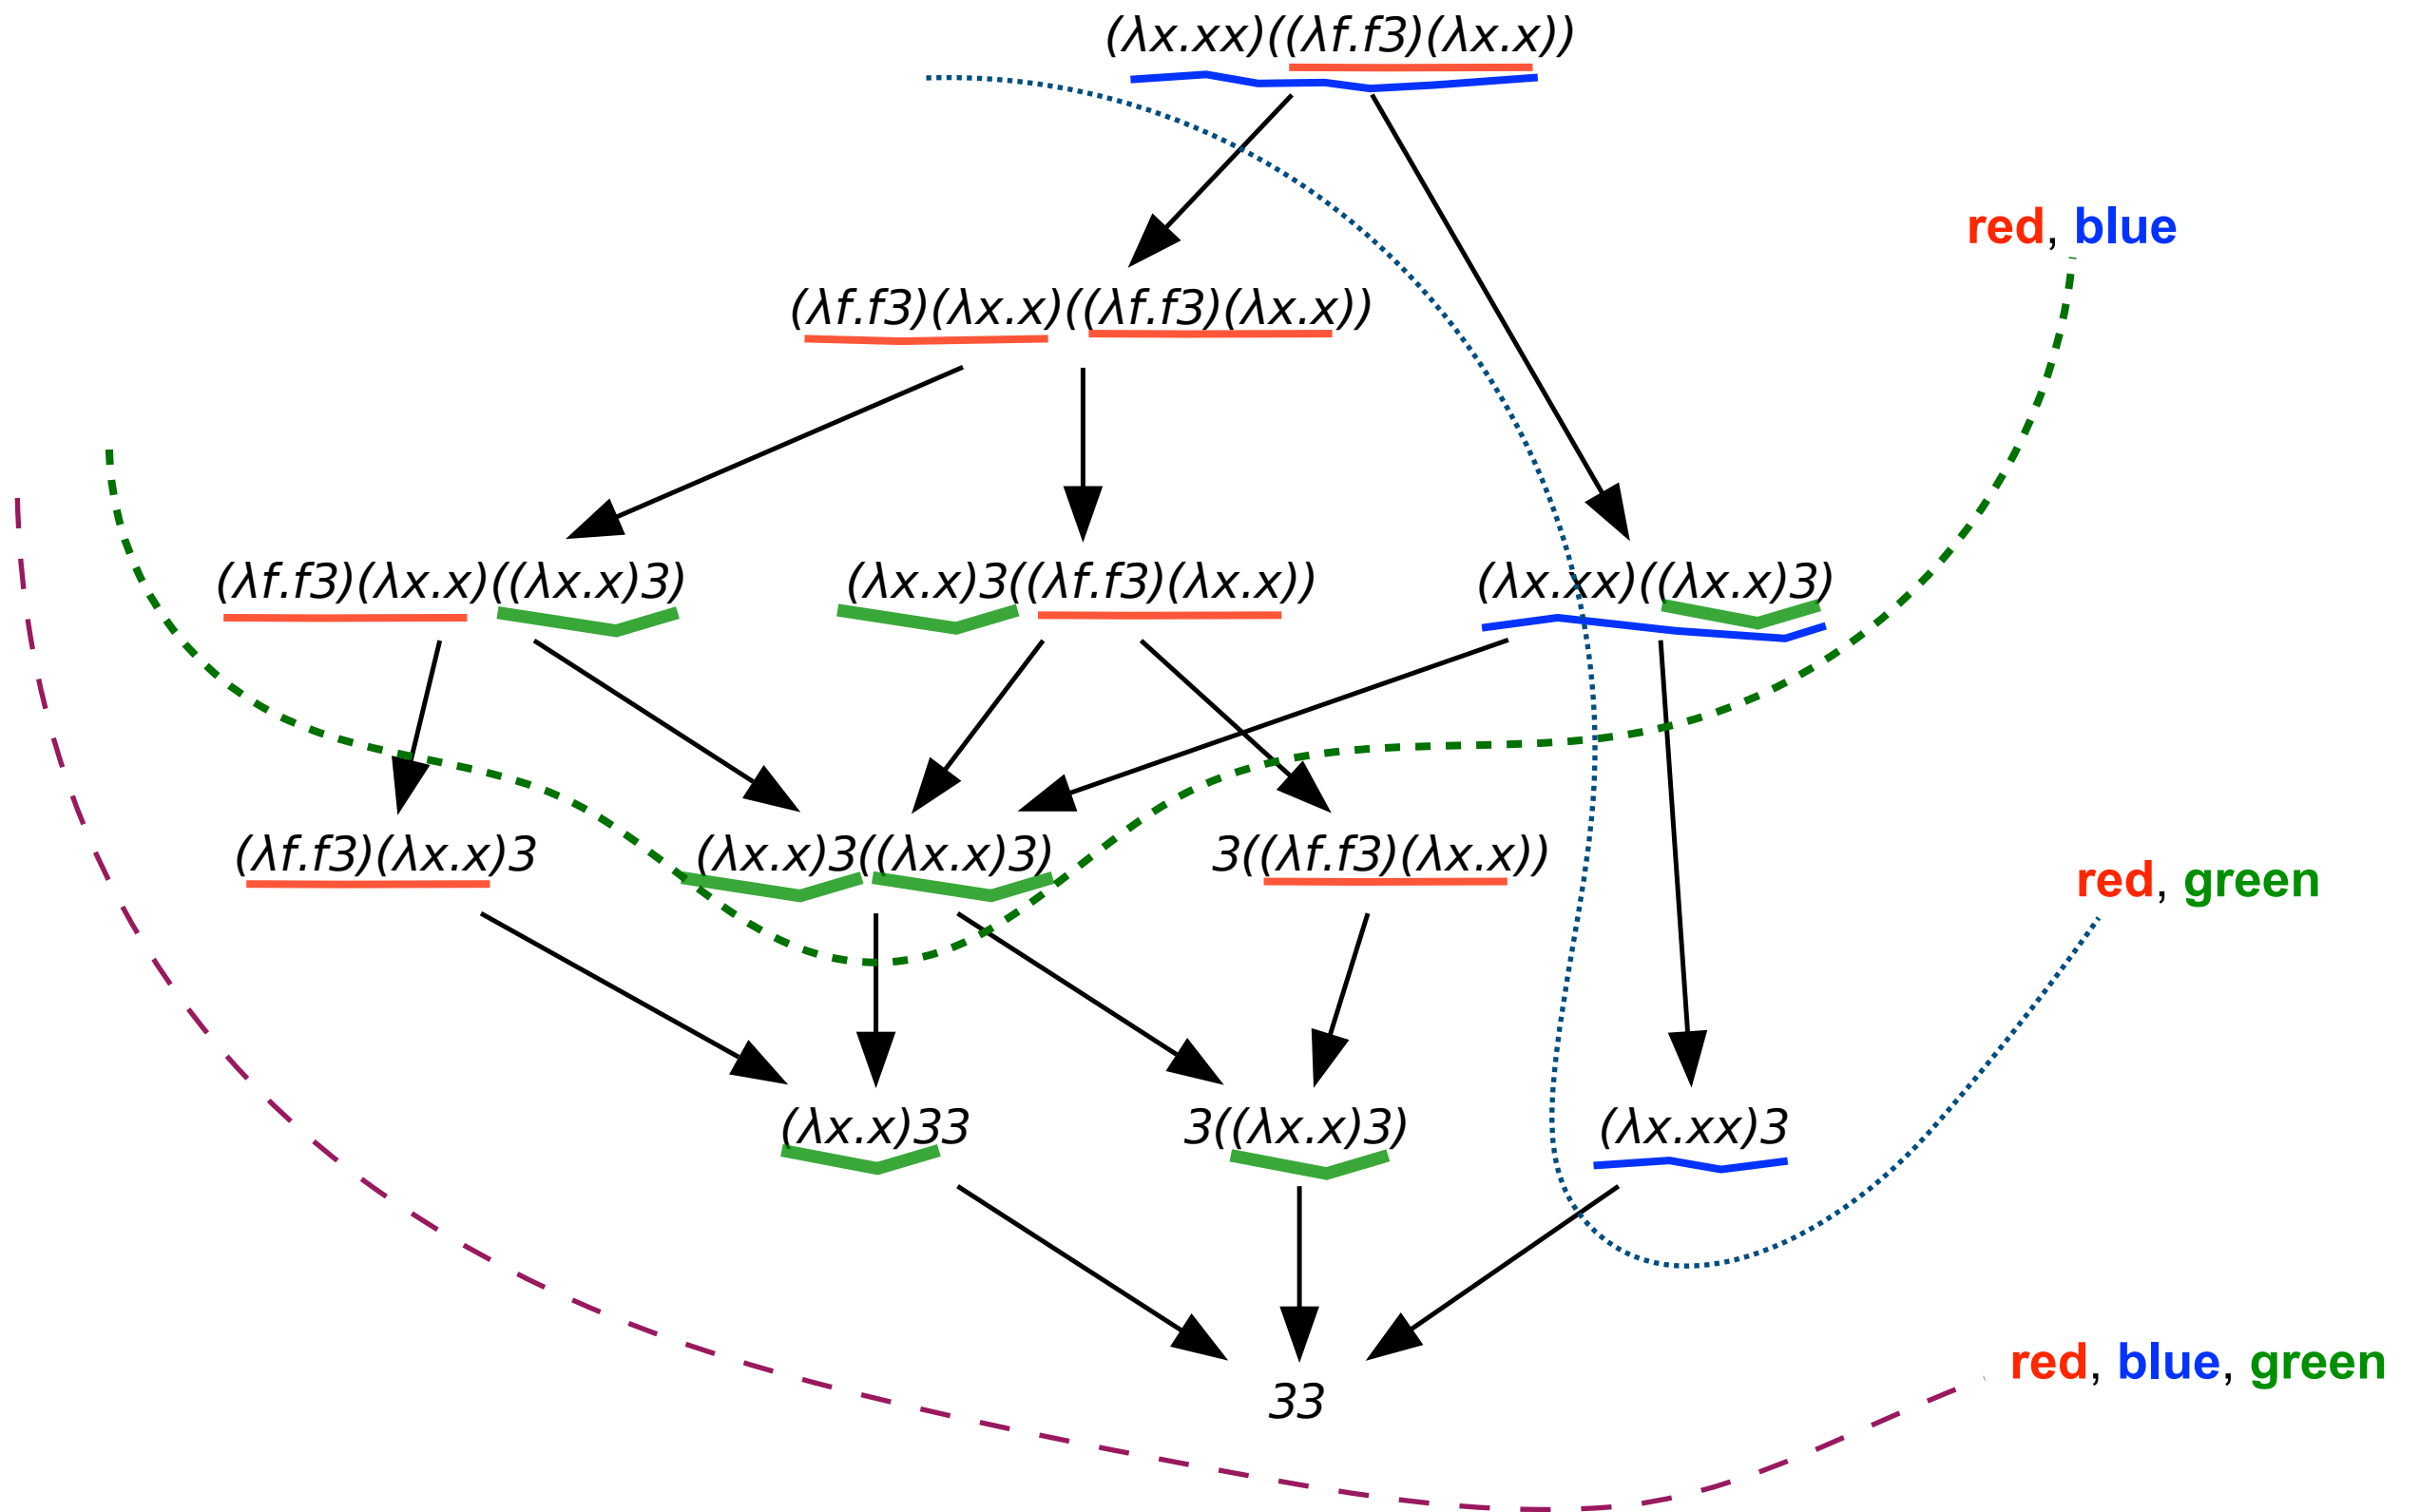 (λx.xx)((λf.f3)(λx.x))
red, blue
(λf.f3)(λx.x)((λf.f3)(λx.x))
(λf.f3)(λx.x)((λx.x)3) (λx.x)3((λf.f3)(λx.x)) (λx.xx)((λx.x)3)
(λf.f3)(λx.x)3 (λx.x)3((λx.x)3) 3((λf.f3)(λx.x))
red, green
(λx.x)33 3((λx.x)3) (λx.xx)3
red, blue, green
33